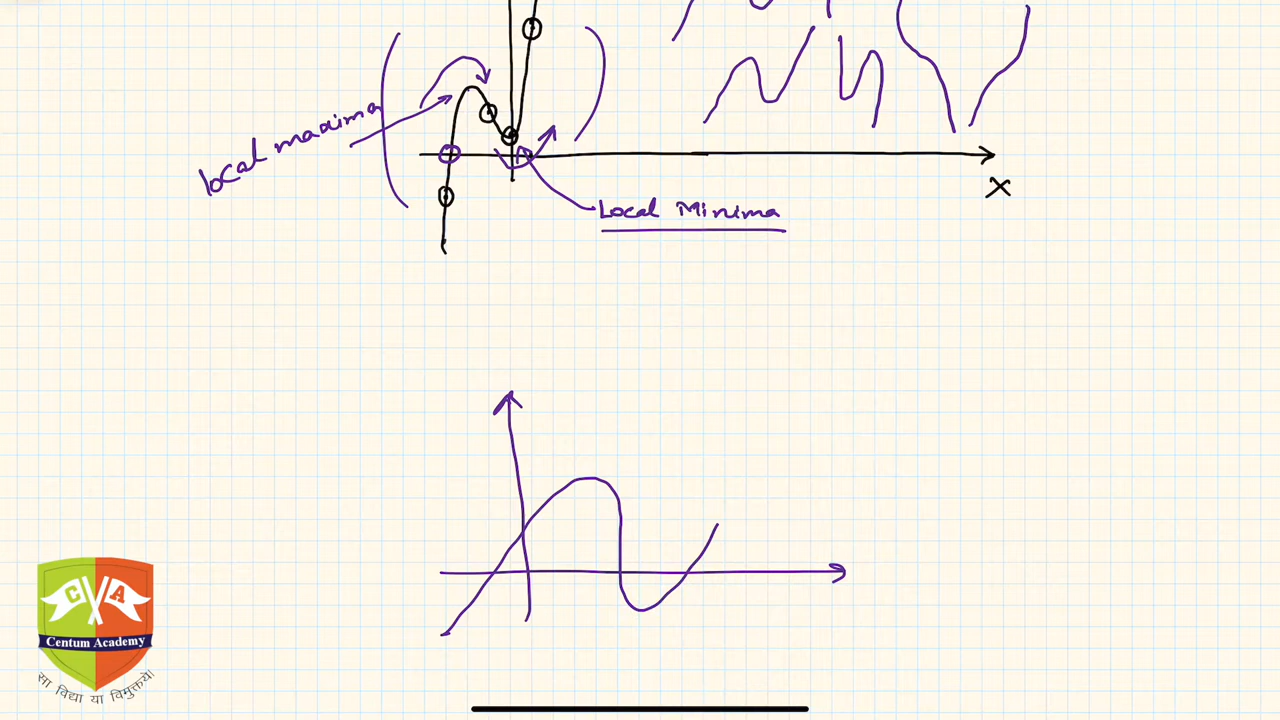 local maxima
Local Minima
X
C A
Centum Academy
सा विद्या या विमुक्तये।